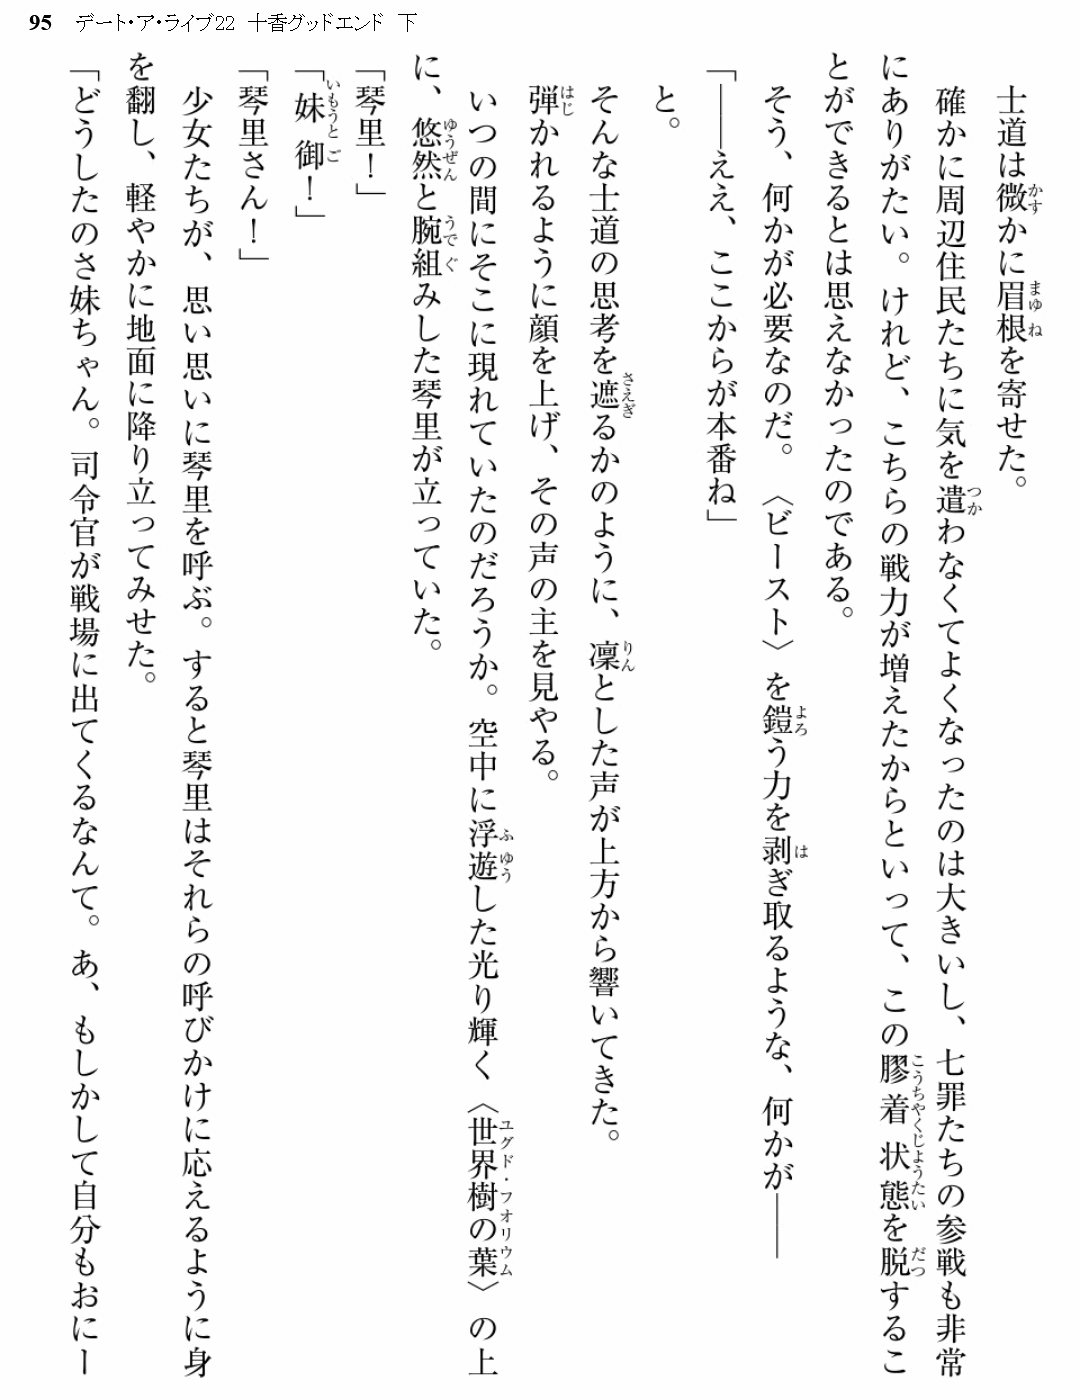 95 デート・ア・ライブ22 十香グッドエンド 下
士道は微かに眉根を寄せた。
確かに周辺住民たちに気を遣わなくてよくなったのは大きいし、七罪たちの参戦も非常
にありがたい。けれど、こちらの戦力が増えたからといって、この膠着状態を脱するこ
とができるとは思えなかったのである。
そう、何かが必要なのだ。〈ビースト〉を鎧う力を剥ぎ取るような、何かが――
「――ええ、ここからが本番ね」
と。
そんな士道の思考を遮るかのように、凛とした声が上方から響いてきた。
弾かれるように顔を上げ、その声の主を見やる。
いつの間にそこに現れていたのだろうか。空中に浮遊した光り輝く〈世界樹の葉〉の上
に、悠然と腕組みした琴里が立っていた。
「琴里！」
「妹御！」
「琴里さん！」
少女たちが、思い思いに琴里を呼ぶ。すると琴里はそれらの呼びかけに応えるように身
を翻し、軽やかに地面に降り立ってみせた。
「どうしたのさ妹ちゃん。司令官が戦場に出てくるなんて。あ、もしかして自分もおにー